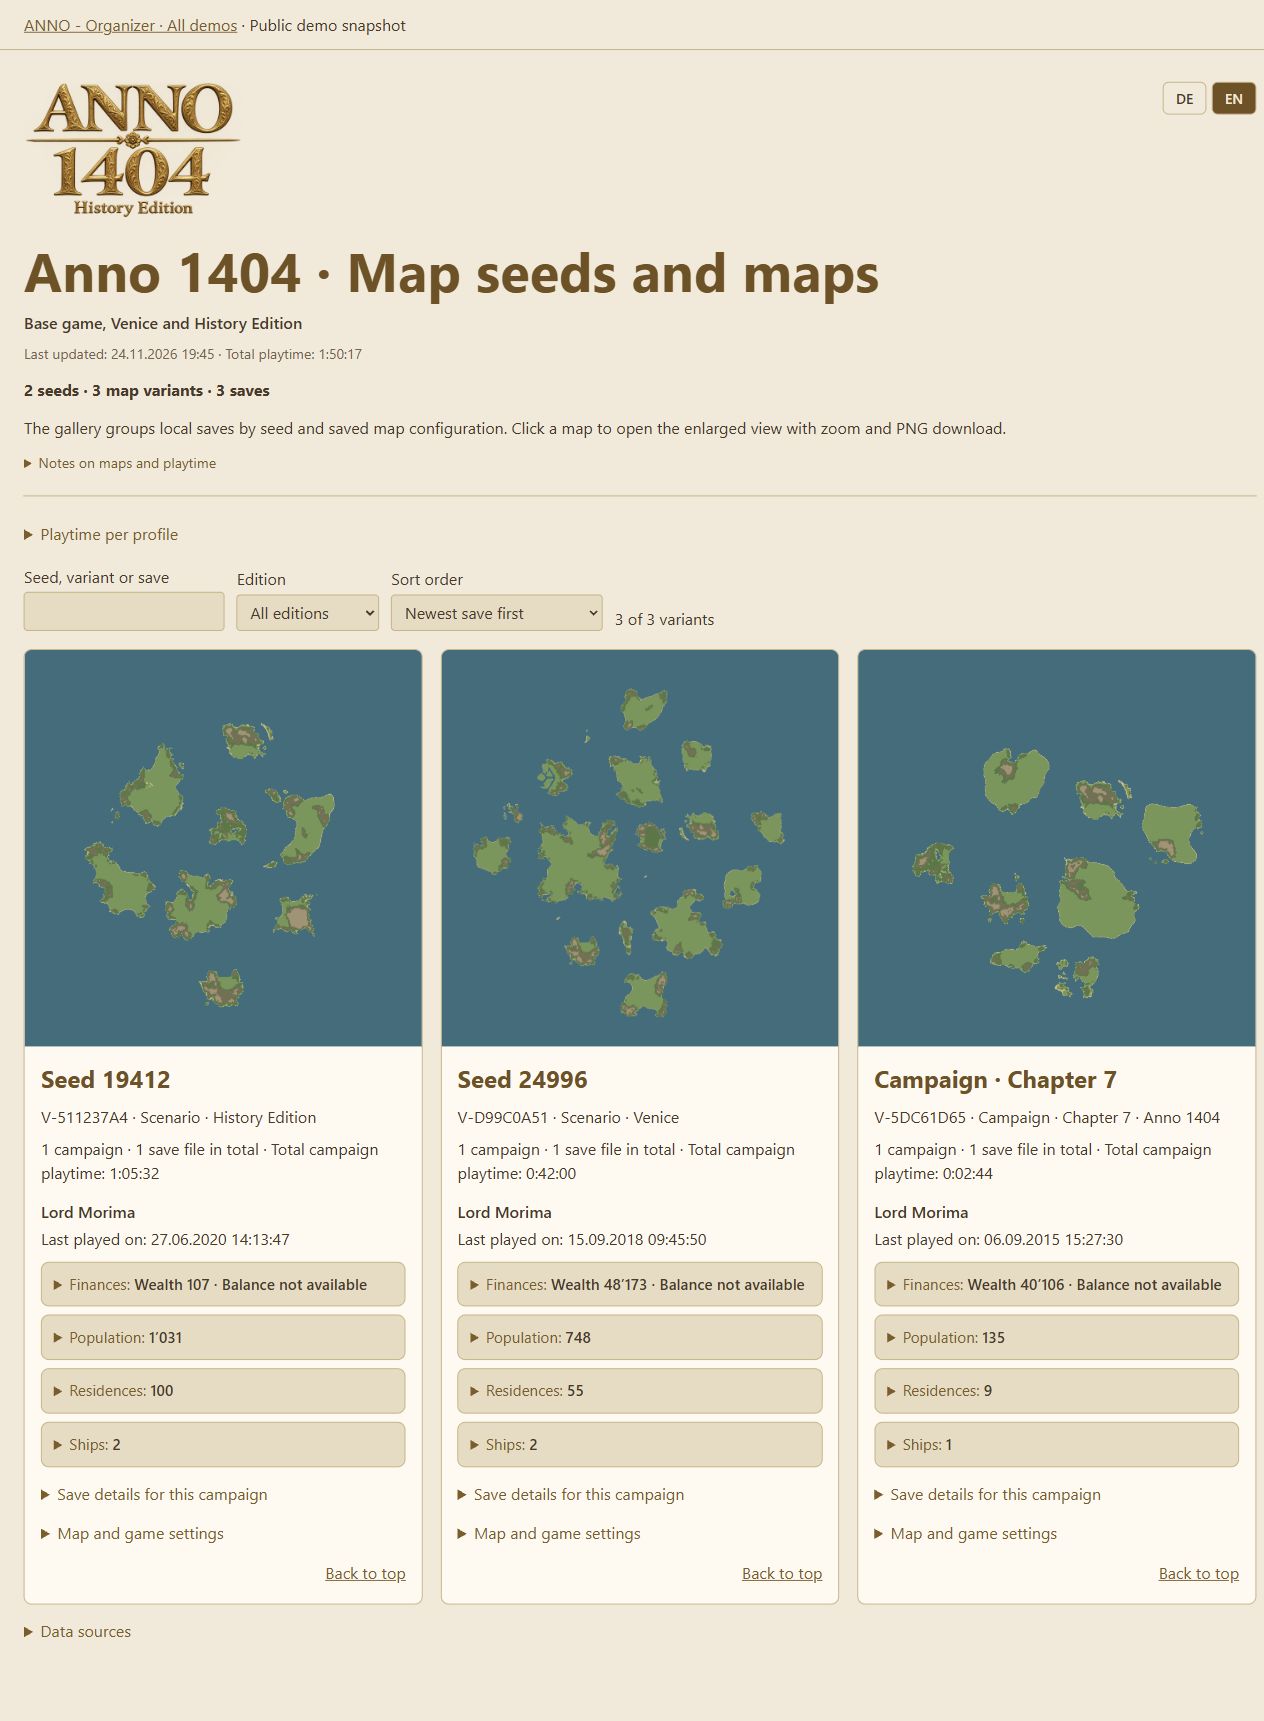 ANNO - Organizer · All demos · Public demo snapshot
ANNO
1404
History Edition
DE
EN
Anno 1404 · Map seeds and maps
Base game, Venice and History Edition
Last updated: 24.11.2026 19:45 · Total playtime: 1:50:17
2 seeds · 3 map variants · 3 saves
The gallery groups local saves by seed and saved map configuration. Click a map to open the enlarged view with zoom and PNG download.
Notes on maps and playtime
Playtime per profile
Seed, variant or save
Edition
All editions
Sort order
Newest save first
3 of 3 variants
Seed 19412
V-511237A4 · Scenario · History Edition
1 campaign · 1 save file in total · Total campaign
playtime: 1:05:32
Lord Morima
Last played on: 27.06.2020 14:13:47
Finances: Wealth 107 · Balance not available
Population: 1’031
Residences: 100
Ships: 2
Save details for this campaign
Map and game settings
Back to top
Seed 24996
V-D99C0A51 · Scenario · Venice
1 campaign · 1 save file in total · Total campaign
playtime: 0:42:00
Lord Morima
Last played on: 15.09.2018 09:45:50
Finances: Wealth 48’173 · Balance not available
Population: 748
Residences: 55
Ships: 2
Save details for this campaign
Map and game settings
Back to top
Campaign · Chapter 7
V-5DC61D65 · Campaign · Chapter 7 · Anno 1404
1 campaign · 1 save file in total · Total campaign
playtime: 0:02:44
Lord Morima
Last played on: 06.09.2015 15:27:30
Finances: Wealth 40’106 · Balance not available
Population: 135
Residences: 9
Ships: 1
Save details for this campaign
Map and game settings
Back to top
Data sources